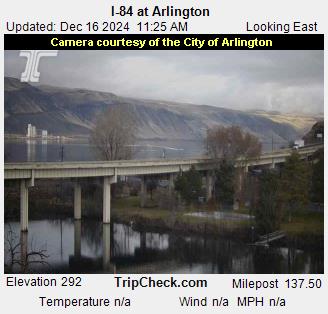 I-84 at Arlington
Updated: Dec 16 2024 11:25 AM Looking East
Camera courtesy of the City of Arlington
Elevation 292 TripCheck.com Milepost 137.50
Temperature n/a Wind n/a MPH n/a